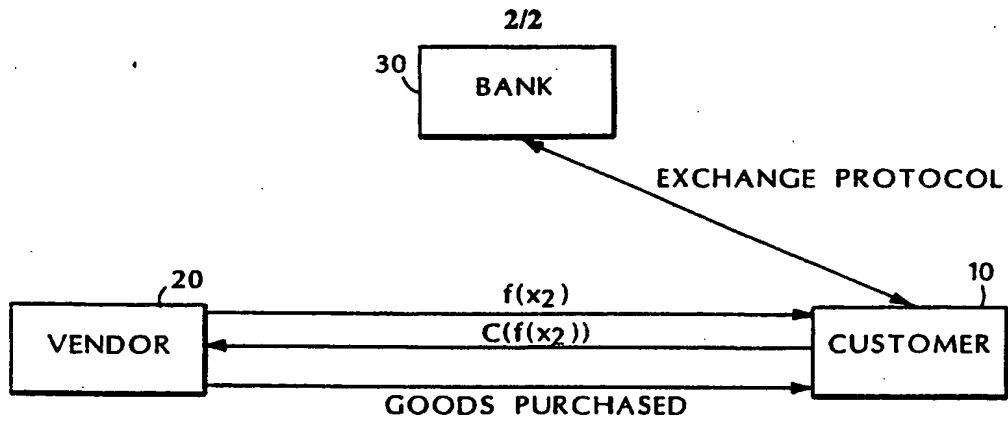 2/2
30
BANK
EXCHANGE PROTOCOL
20
10
f(x2)
VENDOR
C(f(x2))
CUSTOMER
GOODS PURCHASED